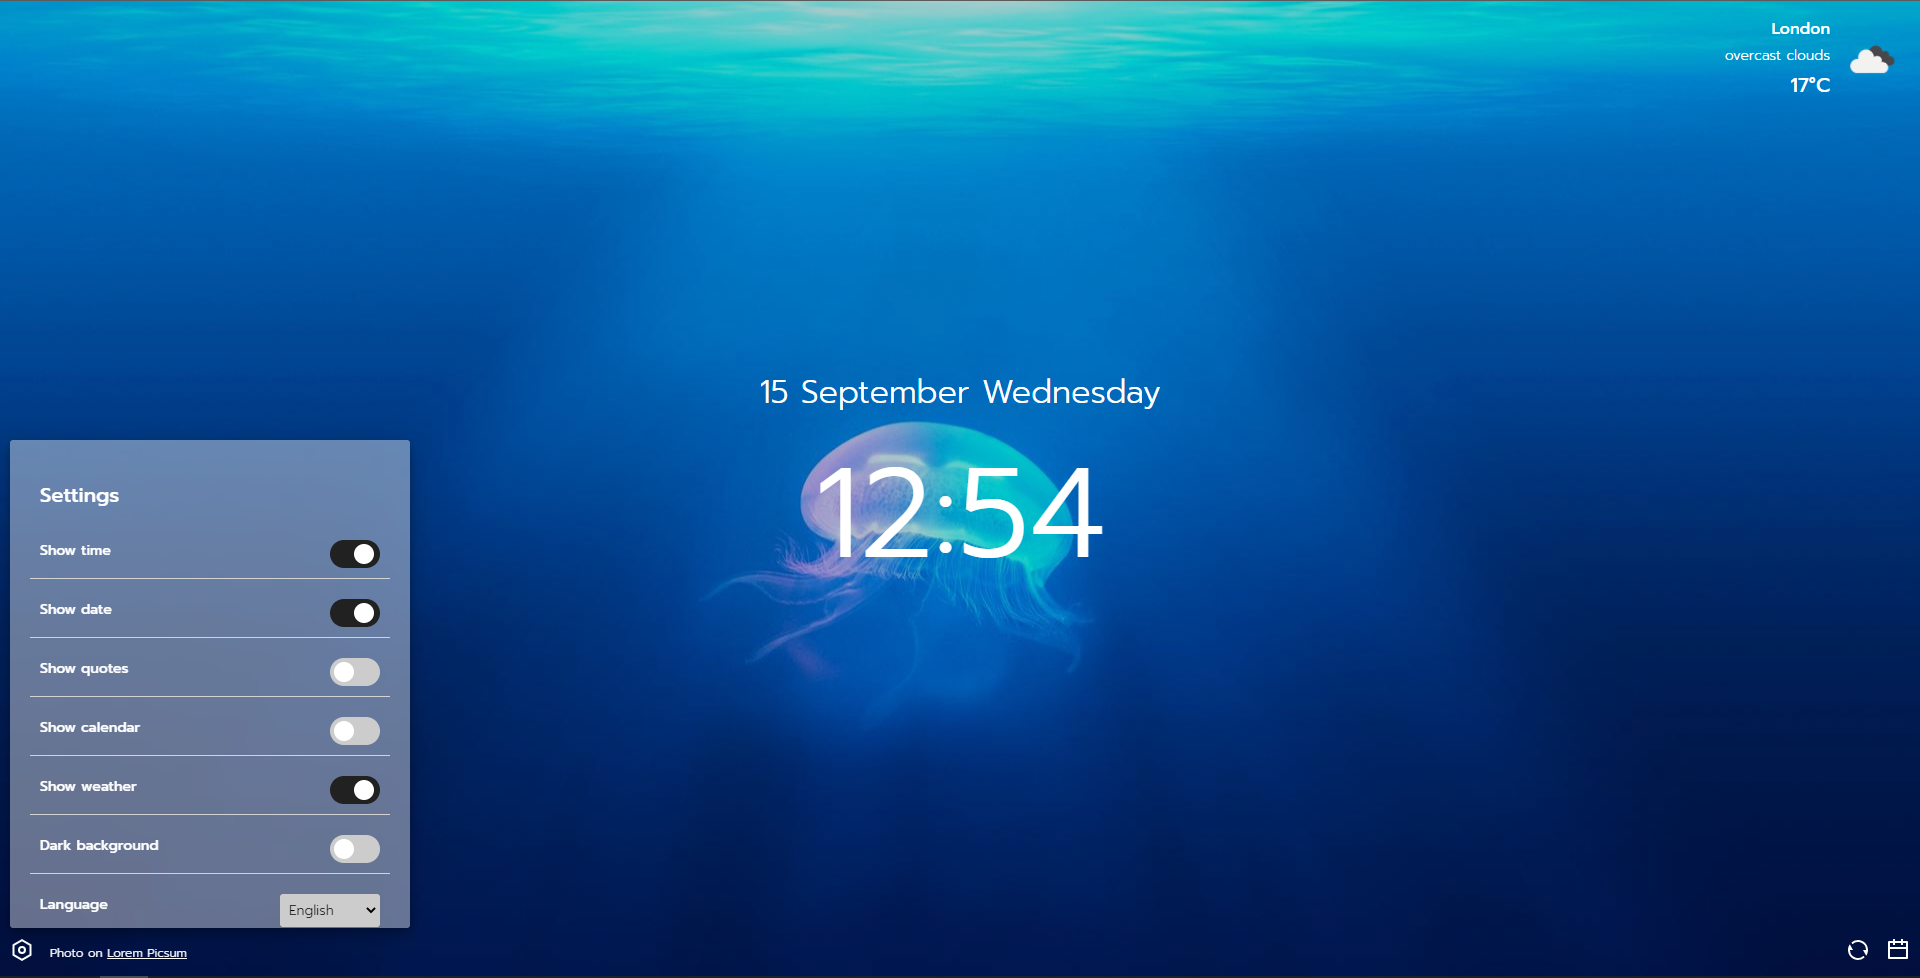 London
overcast clouds
17°C
15 September Wednesday
12:54
Settings
Show time
Show date
Show quotes
Show calendar
Show weather
Dark background
Language
English
Photo on Lorem Picsum